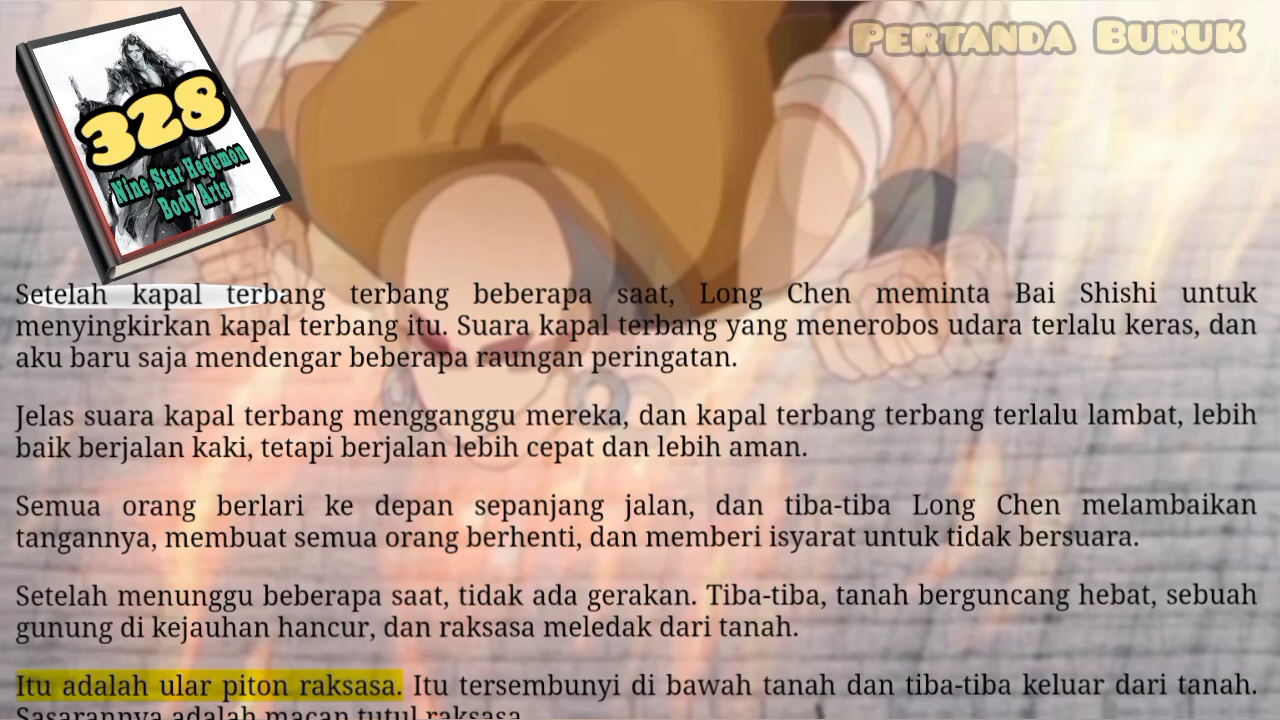 Pertanda Buruk
328
Nine Star Hegemon
Body Arts
Setelah kapal terbang terbang beberapa saat, Long Chen meminta Bai Shishi untuk
menyingkirkan kapal terbang itu. Suara kapal terbang yang menerobos udara terlalu keras, dan
aku baru saja mendengar beberapa raungan peringatan.
Jelas suara kapal terbang mengganggu mereka, dan kapal terbang terbang terlalu lambat, lebih
baik berjalan kaki, tetapi berjalan lebih cepat dan lebih aman.
Semua orang berlari ke depan sepanjang jalan, dan tiba-tiba Long Chen melambaikan
tangannya, membuat semua orang berhenti, dan memberi isyarat untuk tidak bersuara.
Setelah menunggu beberapa saat, tidak ada gerakan. Tiba-tiba, tanah berguncang hebat, sebuah
gunung di kejauhan hancur, dan raksasa meledak dari tanah.
Itu adalah ular piton raksasa. Itu tersembunyi di bawah tanah dan tiba-tiba keluar dari tanah.
Sasarannya adalah macan tutul raksasa